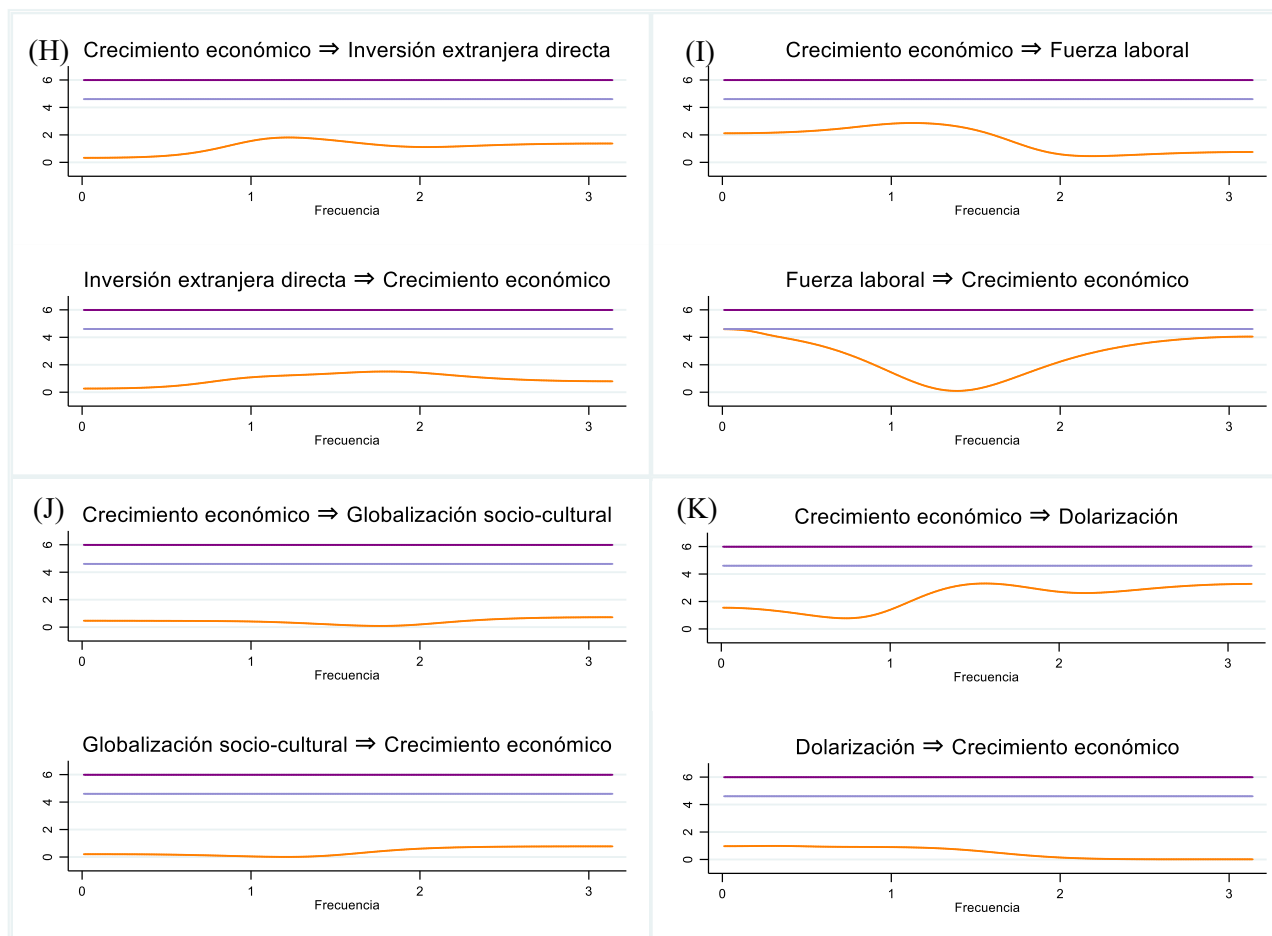 (H) Crecimiento económico ⇒ Inversión extranjera directa
6
4
2
0
0 1 2 3
Frecuencia
Inversión extranjera directa ⇒ Crecimiento económico
6
4
2
0
0 1 2 3
Frecuencia
(I) Crecimiento económico ⇒ Fuerza laboral
6
4
2
0
0 1 2 3
Frecuencia
Fuerza laboral ⇒ Crecimiento económico
6
4
2
0
0 1 2 3
Frecuencia
(J) Crecimiento económico ⇒ Globalización socio-cultural
6
4
2
0
0 1 2 3
Frecuencia
Globalización socio-cultural ⇒ Crecimiento económico
6
4
2
0
0 1 2 3
Frecuencia
(K) Crecimiento económico ⇒ Dolarización
6
4
2
0
0 1 2 3
Frecuencia
Dolarización ⇒ Crecimiento económico
6
4
2
0
0 1 2 3
Frecuencia